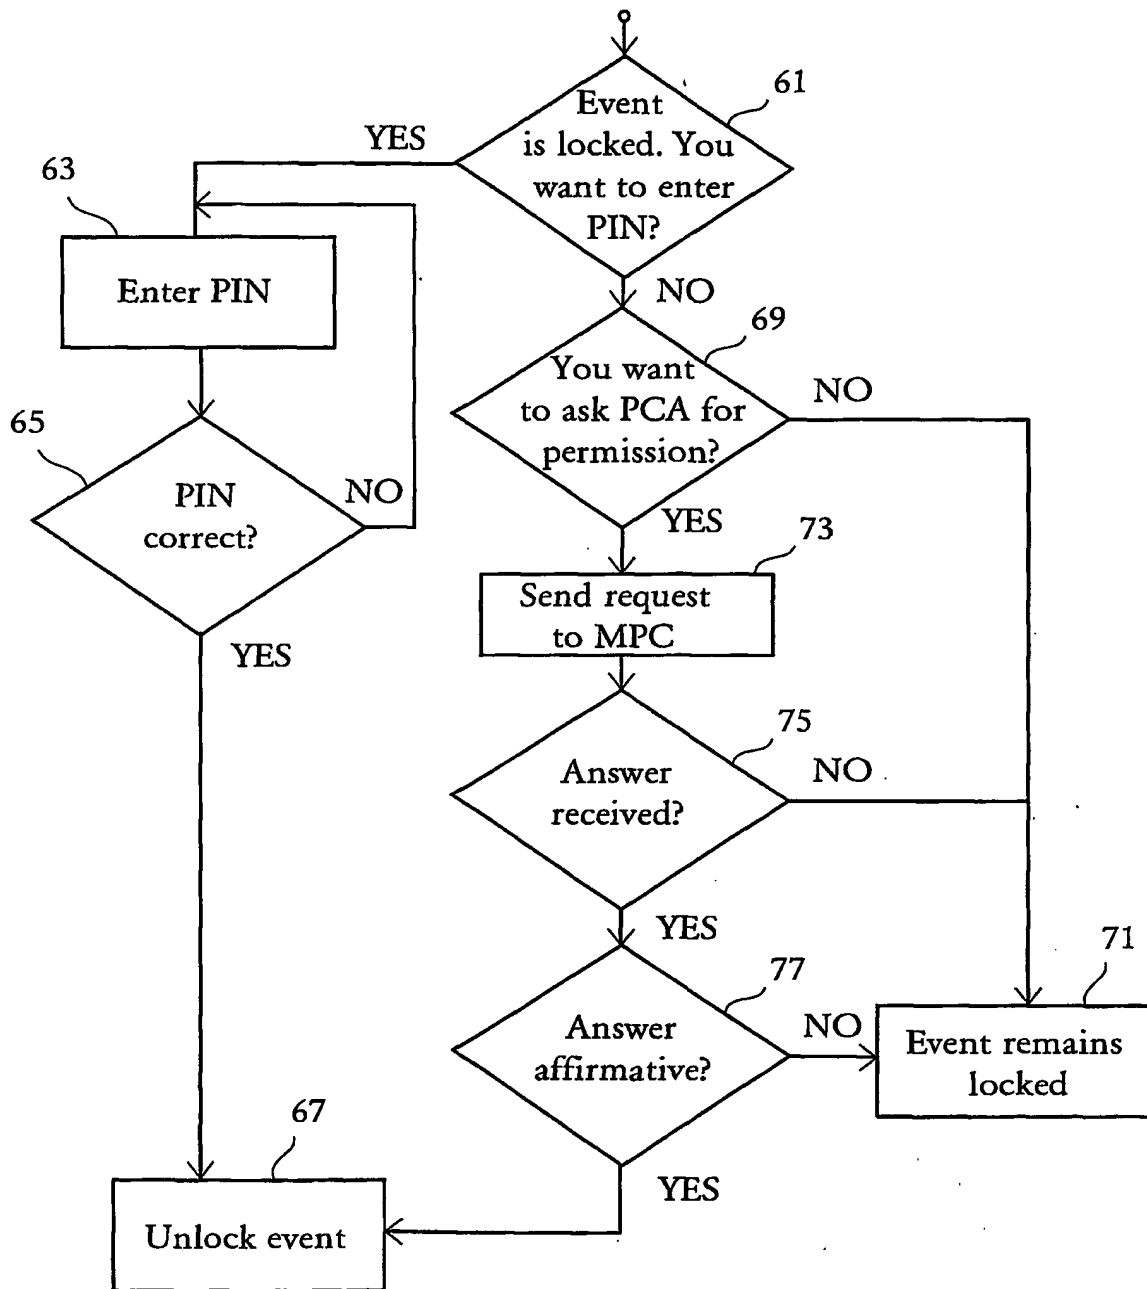 61
Event
is locked. You
want to enter
PIN?
YES
63
Enter PIN
NO
69
You want
to ask PCA for
permission?
NO
65
PIN
correct?
NO
YES
73
Send request
to MPC
YES
75
Answer
received?
NO
YES
77
Answer
affirmative?
NO
71
Event remains
locked
67
Unlock event
YES